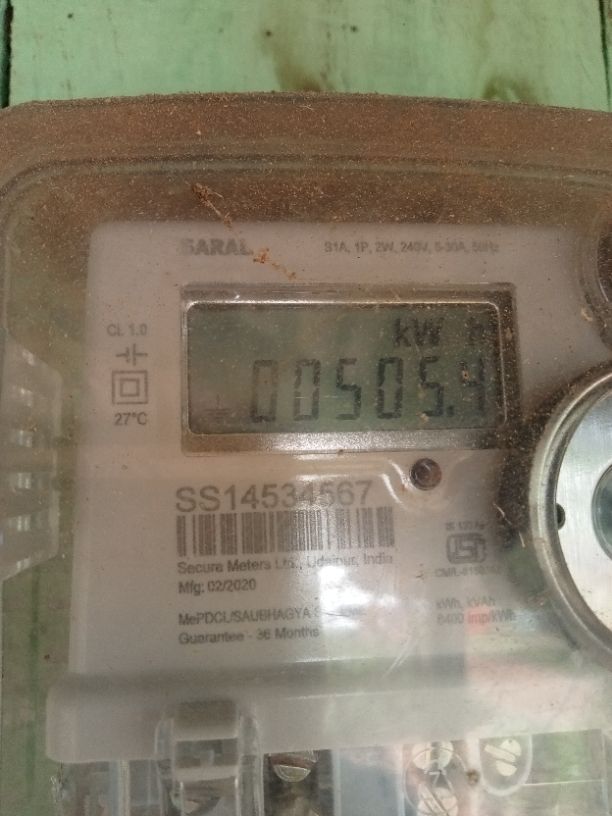 SARAL
S1A, 1P, 2W, 240V, 5-30A, 50Hz
CL 1.0
kW h
00505.4
27°C
SS14534567
Secure Meters Ltd., Udaipur, India
Mfg: 02/2020
MePDCL/SAUBHAGYA
Guarantee - 36 Months
kWh, kVAh
6400 imp/kWh